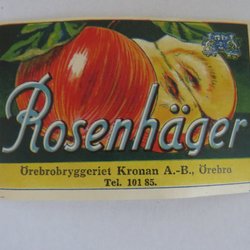 Rosenhäger
Örebrobryggeriet Kronan A.-B., Örebro
Tel. 101 85.